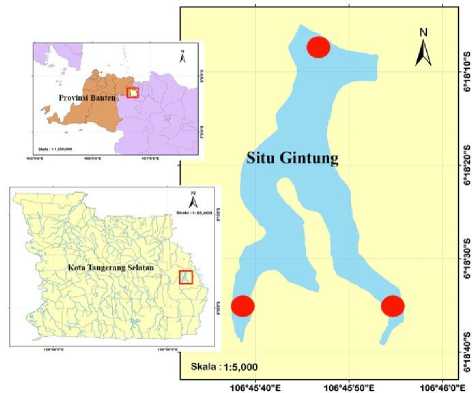 N
Provinsi Banten
Skala : 1:1,250,000
N
Skala : 1:85,000
Kota Tangerang Selatan
N
Situ Gintung
Skala : 1:5,000
6°18'10"S
6°18'20"S
6°18'30"S
6°18'40"S
106°45'40"E
106°45'50"E
106°46'0"E